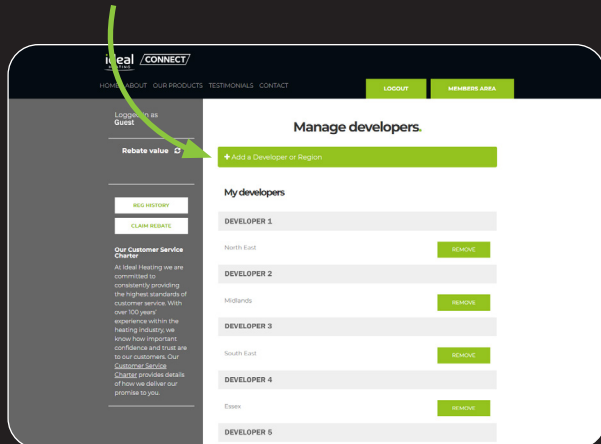 ideal /CONNECT/
HEATING
HOME ABOUT OUR PRODUCTS TESTIMONIALS CONTACT
LOGOUT
MEMBERS AREA
Logged in as
Guest
Rebate value
REG HISTORY
CLAIM REBATE
Our Customer Service
Charter
At Ideal Heating we are
committed to
consistently providing
the highest standards of
customer service. With
over 100 years'
experience within the
heating industry, we
know how important
confidence and trust are
to our customers. Our
Customer Service
Charter provides details
of how we deliver our
promise to you.
Manage developers.
+ Add a Developer or Region
My developers
DEVELOPER 1
North East REMOVE
DEVELOPER 2
Midlands REMOVE
DEVELOPER 3
South East REMOVE
DEVELOPER 4
Essex REMOVE
DEVELOPER 5